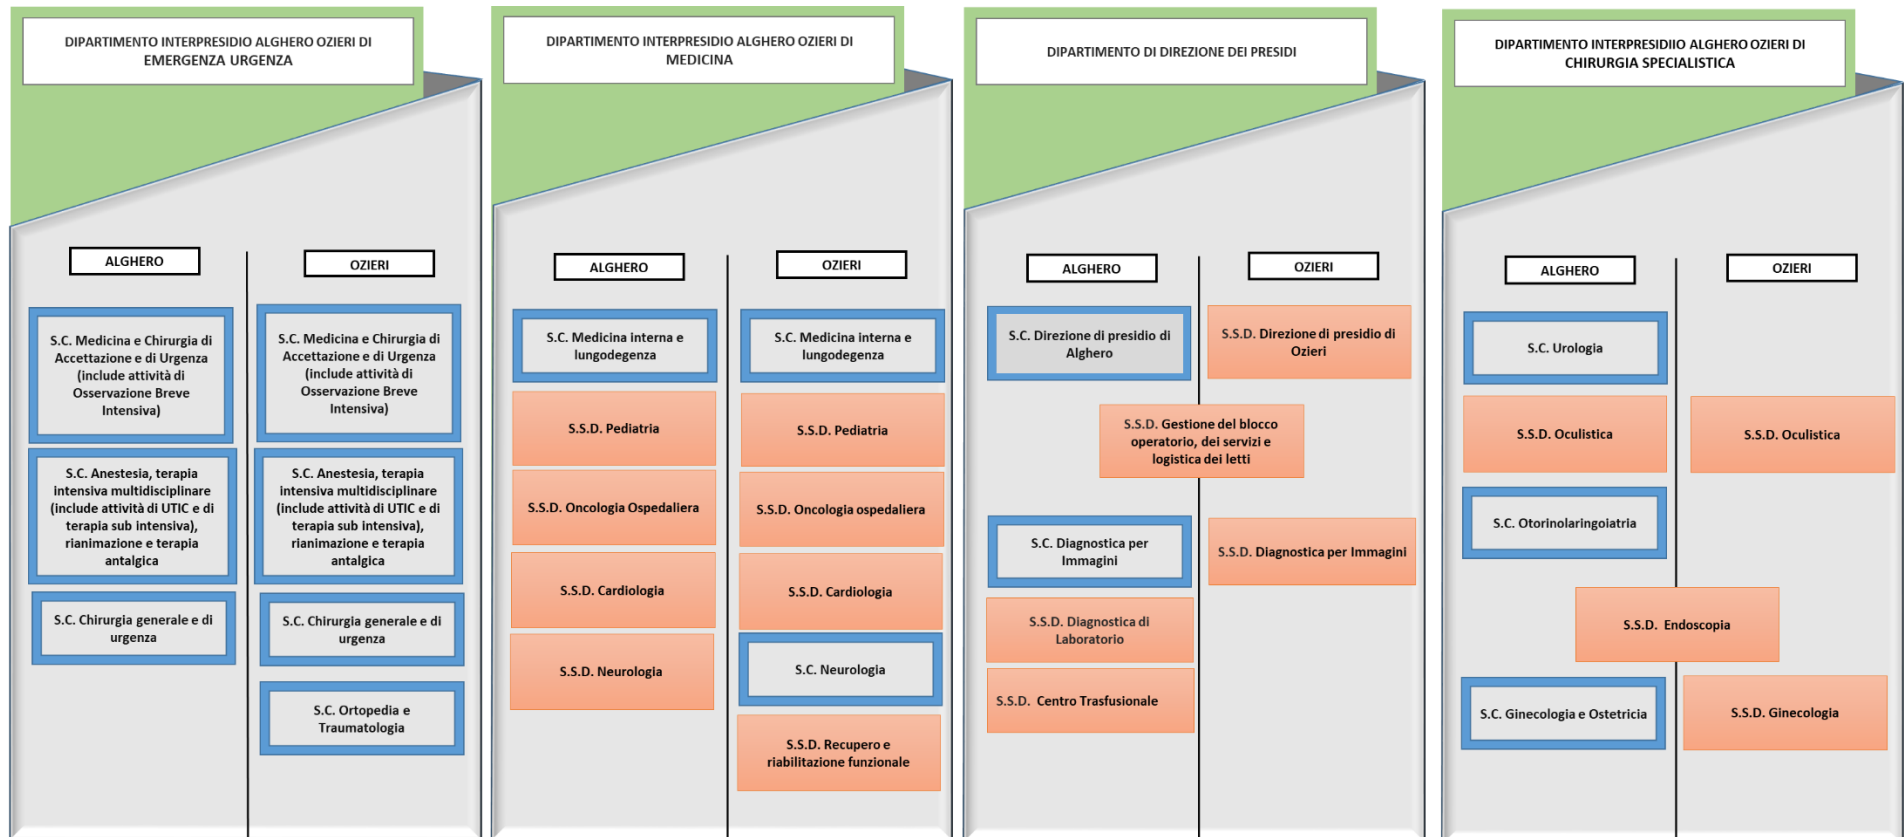 DIPARTIMENTO INTERPRESIDIO ALGHERO OZIERI DI
EMERGENZA URGENZA
ALGHERO
OZIERI
S.C. Medicina e Chirurgia di
Accettazione e di Urgenza
(include attività di
Osservazione Breve
Intensiva)
S.C. Medicina e Chirurgia di
Accettazione e di Urgenza
(include attività di
Osservazione Breve
Intensiva)
S.C. Anestesia, terapia
intensiva multidisciplinare
(include attività di UTIC e di
terapia sub intensiva),
rianimazione e terapia
antalgica
S.C. Anestesia, terapia
intensiva multidisciplinare
(include attività di UTIC e di
terapia sub intensiva),
rianimazione e terapia
antalgica
S.C. Chirurgia generale e di
urgenza
S.C. Chirurgia generale e di
urgenza
S.C. Ortopedia e
Traumatologia
DIPARTIMENTO INTERPRESIDIO ALGHERO OZIERI DI
MEDICINA
ALGHERO
OZIERI
S.C. Medicina interna e
lungodegenza
S.C. Medicina interna e
lungodegenza
S.S.D. Pediatria
S.S.D. Pediatria
S.S.D. Oncologia Ospedaliera
S.S.D. Oncologia ospedaliera
S.S.D. Cardiologia
S.S.D. Cardiologia
S.S.D. Neurologia
S.C. Neurologia
S.S.D. Recupero e
riabilitazione funzionale
DIPARTIMENTO DI DIREZIONE DEI PRESIDI
ALGHERO
OZIERI
S.C. Direzione di presidio di
Alghero
S.S.D. Direzione di presidio di
Ozieri
S.S.D. Gestione del blocco
operatorio, dei servizi e
logistica dei letti
S.C. Diagnostica per
Immagini
S.S.D. Diagnostica per Immagini
S.S.D. Diagnostica di
Laboratorio
S.S.D. Centro Trasfusionale
DIPARTIMENTO INTERPRESIDIIO ALGHERO OZIERI DI
CHIRURGIA SPECIALISTICA
ALGHERO
OZIERI
S.C. Urologia
S.S.D. Oculistica
S.S.D. Oculistica
S.C. Otorinolaringoiatria
S.S.D. Endoscopia
S.C. Ginecologia e Ostetricia
S.S.D. Ginecologia